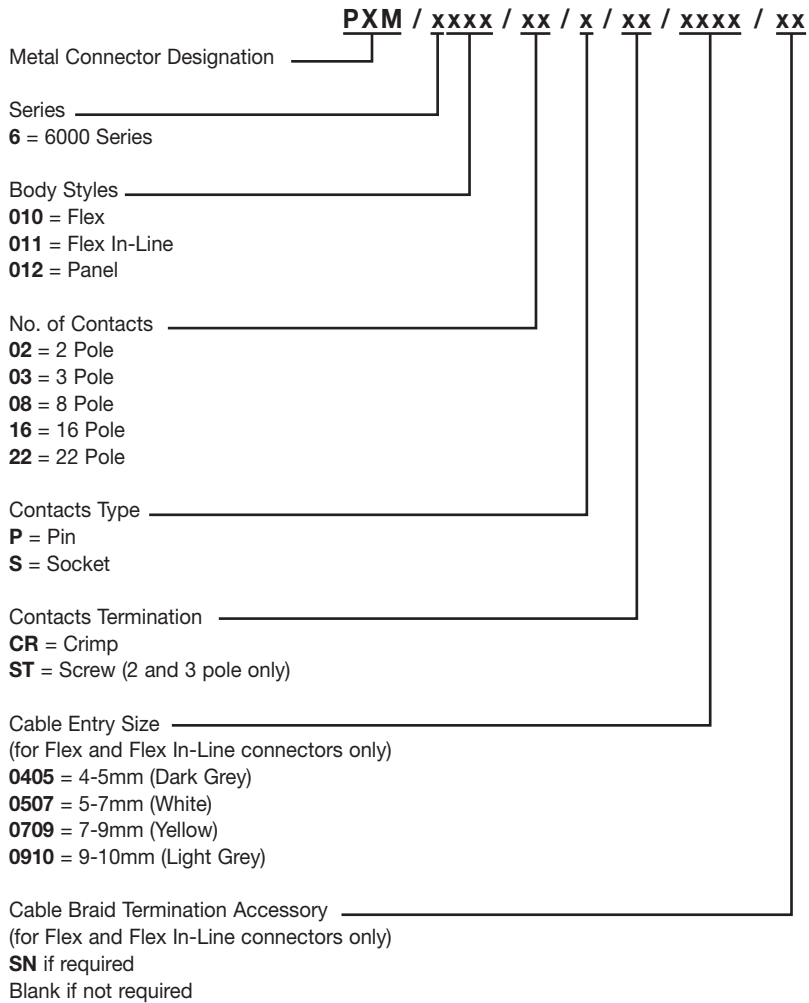 PXM / xxxx / xx / x / xx / xxxx / xx
Metal Connector Designation
Series
6 = 6000 Series
Body Styles
010 = Flex
011 = Flex In-Line
012 = Panel
No. of Contacts
02 = 2 Pole
03 = 3 Pole
08 = 8 Pole
16 = 16 Pole
22 = 22 Pole
Contacts Type
P = Pin
S = Socket
Contacts Termination
CR = Crimp
ST = Screw (2 and 3 pole only)
Cable Entry Size
(for Flex and Flex In-Line connectors only)
0405 = 4-5mm (Dark Grey)
0507 = 5-7mm (White)
0709 = 7-9mm (Yellow)
0910 = 9-10mm (Light Grey)
Cable Braid Termination Accessory
(for Flex and Flex In-Line connectors only)
SN if required
Blank if not required